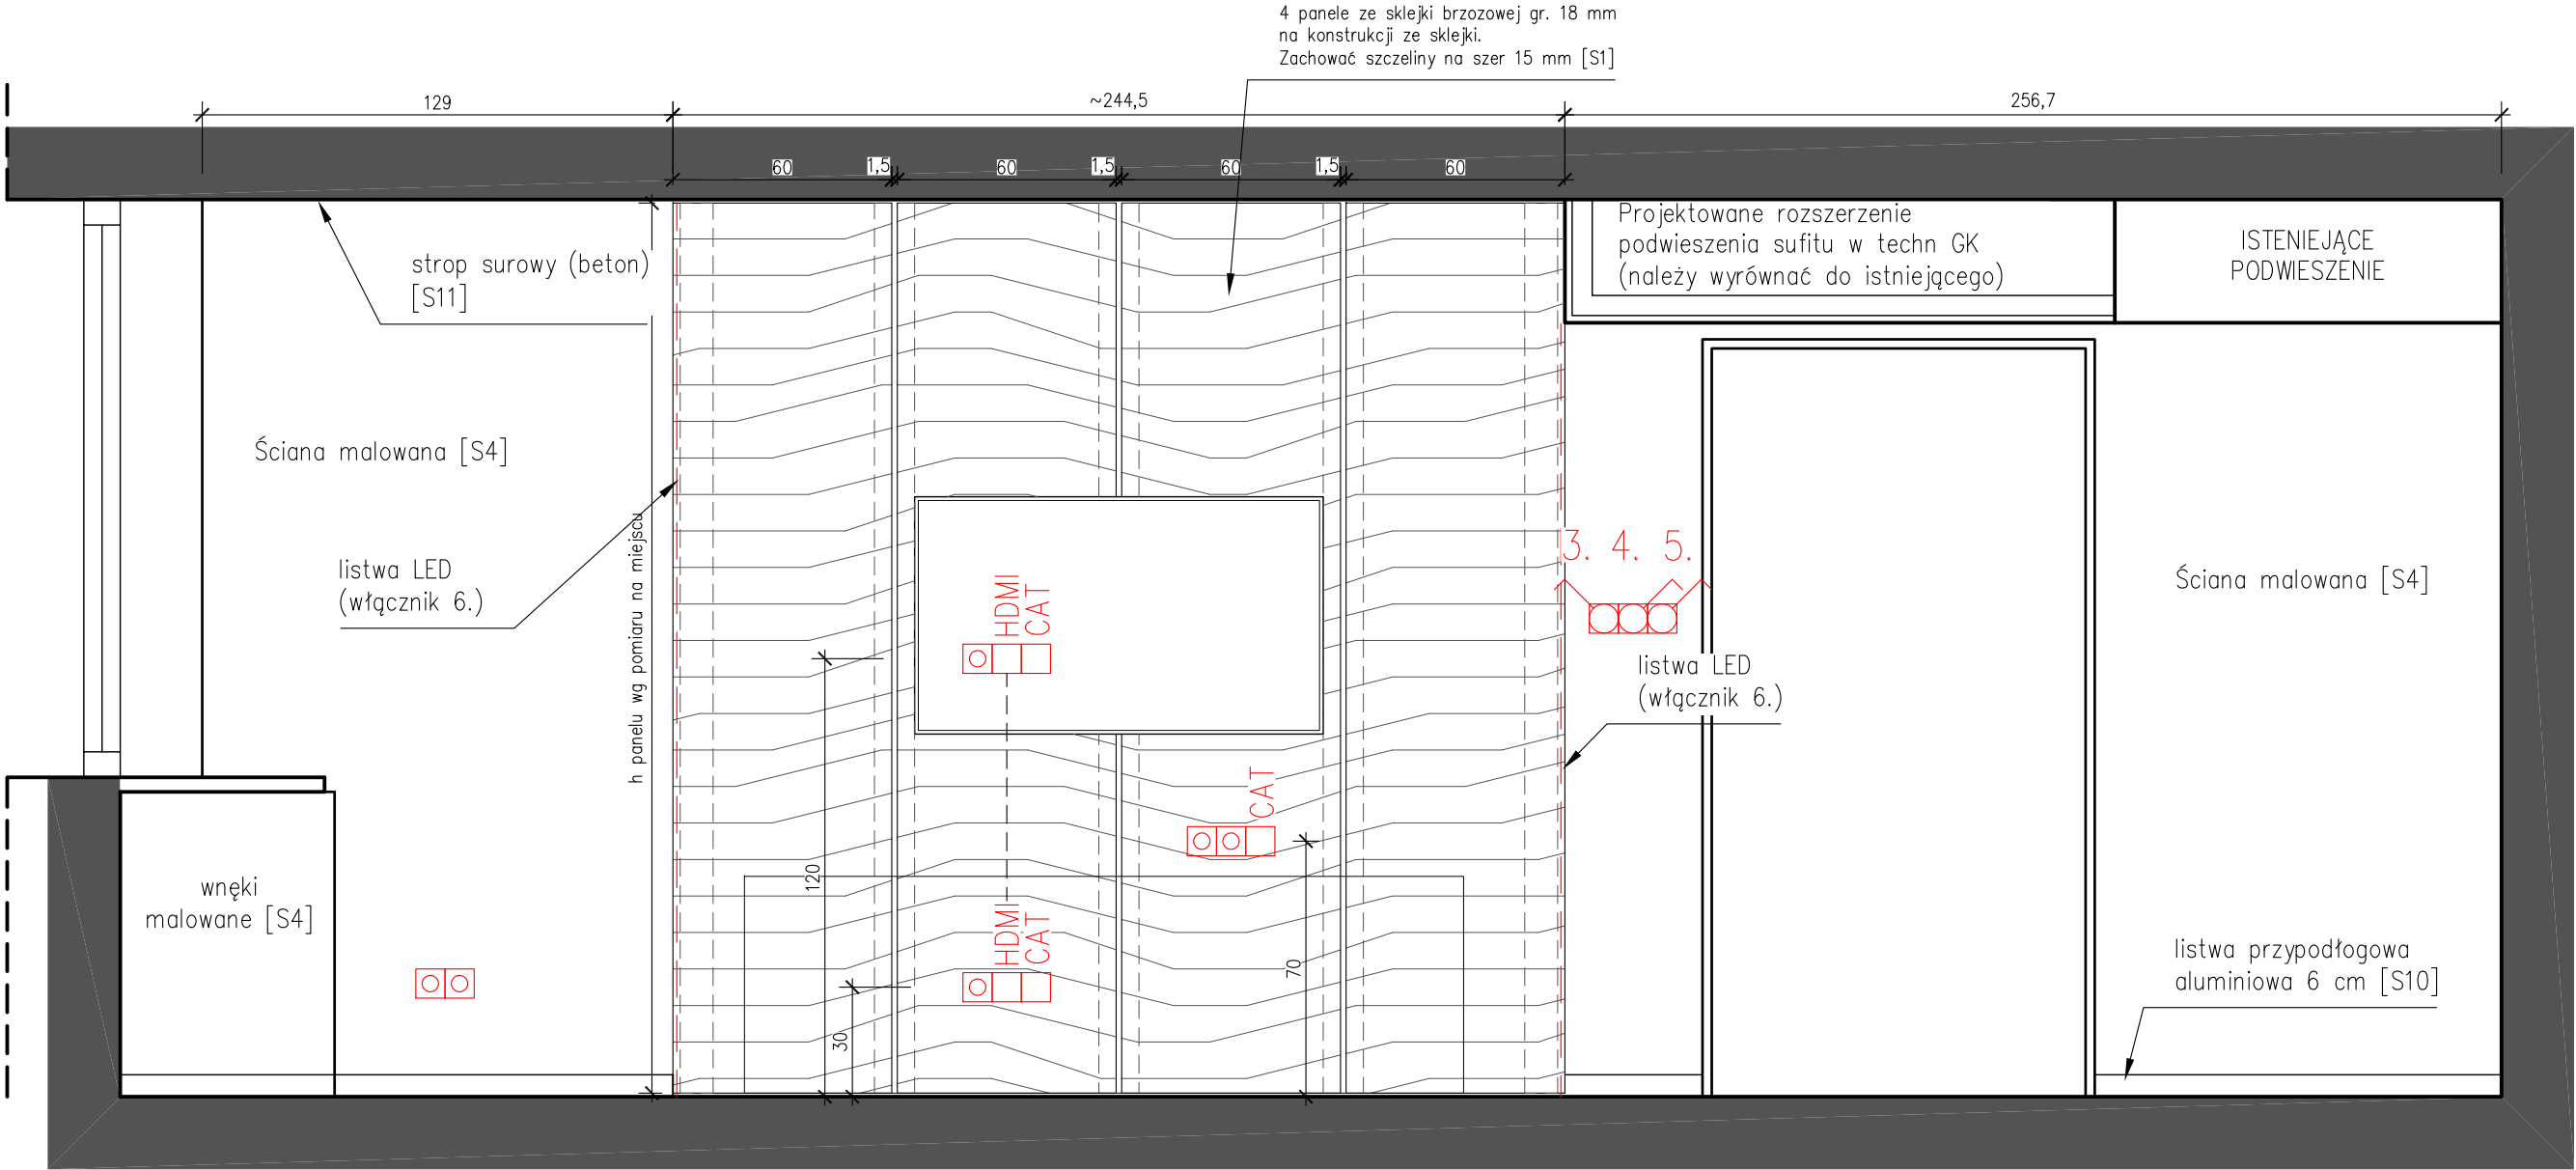 4 panele ze sklejki brzozowej gr. 18 mm
na konstrukcji ze sklejki.
Zachować szczeliny na szer 15 mm [S1]
129
~244,5
256,7
60
1,5
60
1,5
60
1,5
60
strop surowy (beton)
[S11]
Projektowane rozszerzenie
podwieszenia sufitu w techn GK
(należy wyrównać do istniejącego)
ISTENIEJĄCE
PODWIESZENIE
Ściana malowana [S4]
listwa LED
(włącznik 6.)
h panelu wg pomiaru na miejscu
HDMI
CAT
3. 4. 5.
Ściana malowana [S4]
listwa LED
(włącznik 6.)
CAT
120
wnęki
malowane [S4]
HDMI
CAT
70
30
listwa przypodłogowa
aluminiowa 6 cm [S10]